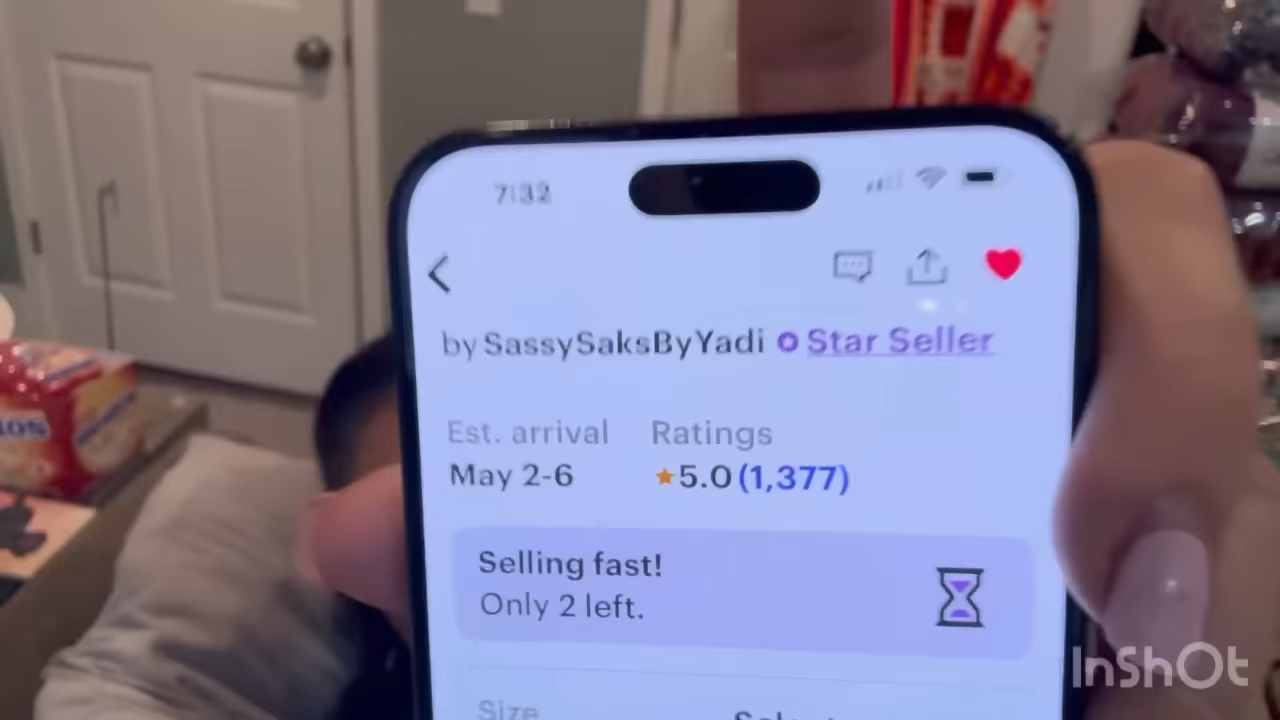 7:32
by SassySaksByYadi Star Seller
Est. arrival Ratings
May 2-6 5.0 (1,377)
Selling fast!
Only 2 left.
Size
InShOt